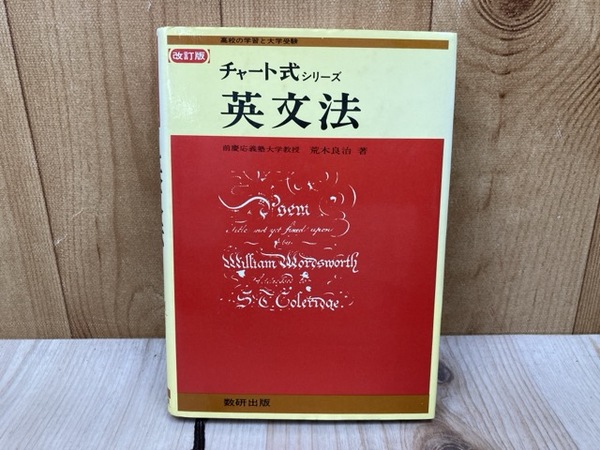 高校の学習と大学受験
改訂版
チャート式シリーズ
英文法
前慶応義塾大学教授 荒木良治 著
Poem
Title not yet fixed upon
by
William Wordsworth
Addressed to
S. T. Coleridge.
数研出版